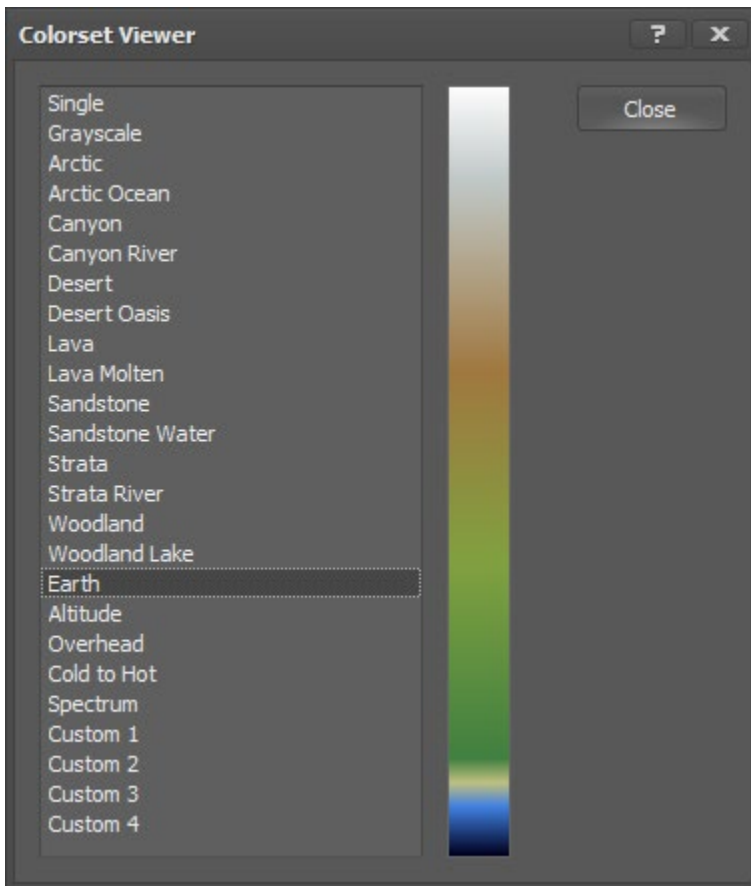 Colorset Viewer
Single
Grayscale
Arctic
Arctic Ocean
Canyon
Canyon River
Desert
Desert Oasis
Lava
Lava Molten
Sandstone
Sandstone Water
Strata
Strata River
Woodland
Woodland Lake
Earth
Altitude
Overhead
Cold to Hot
Spectrum
Custom 1
Custom 2
Custom 3
Custom 4
Close